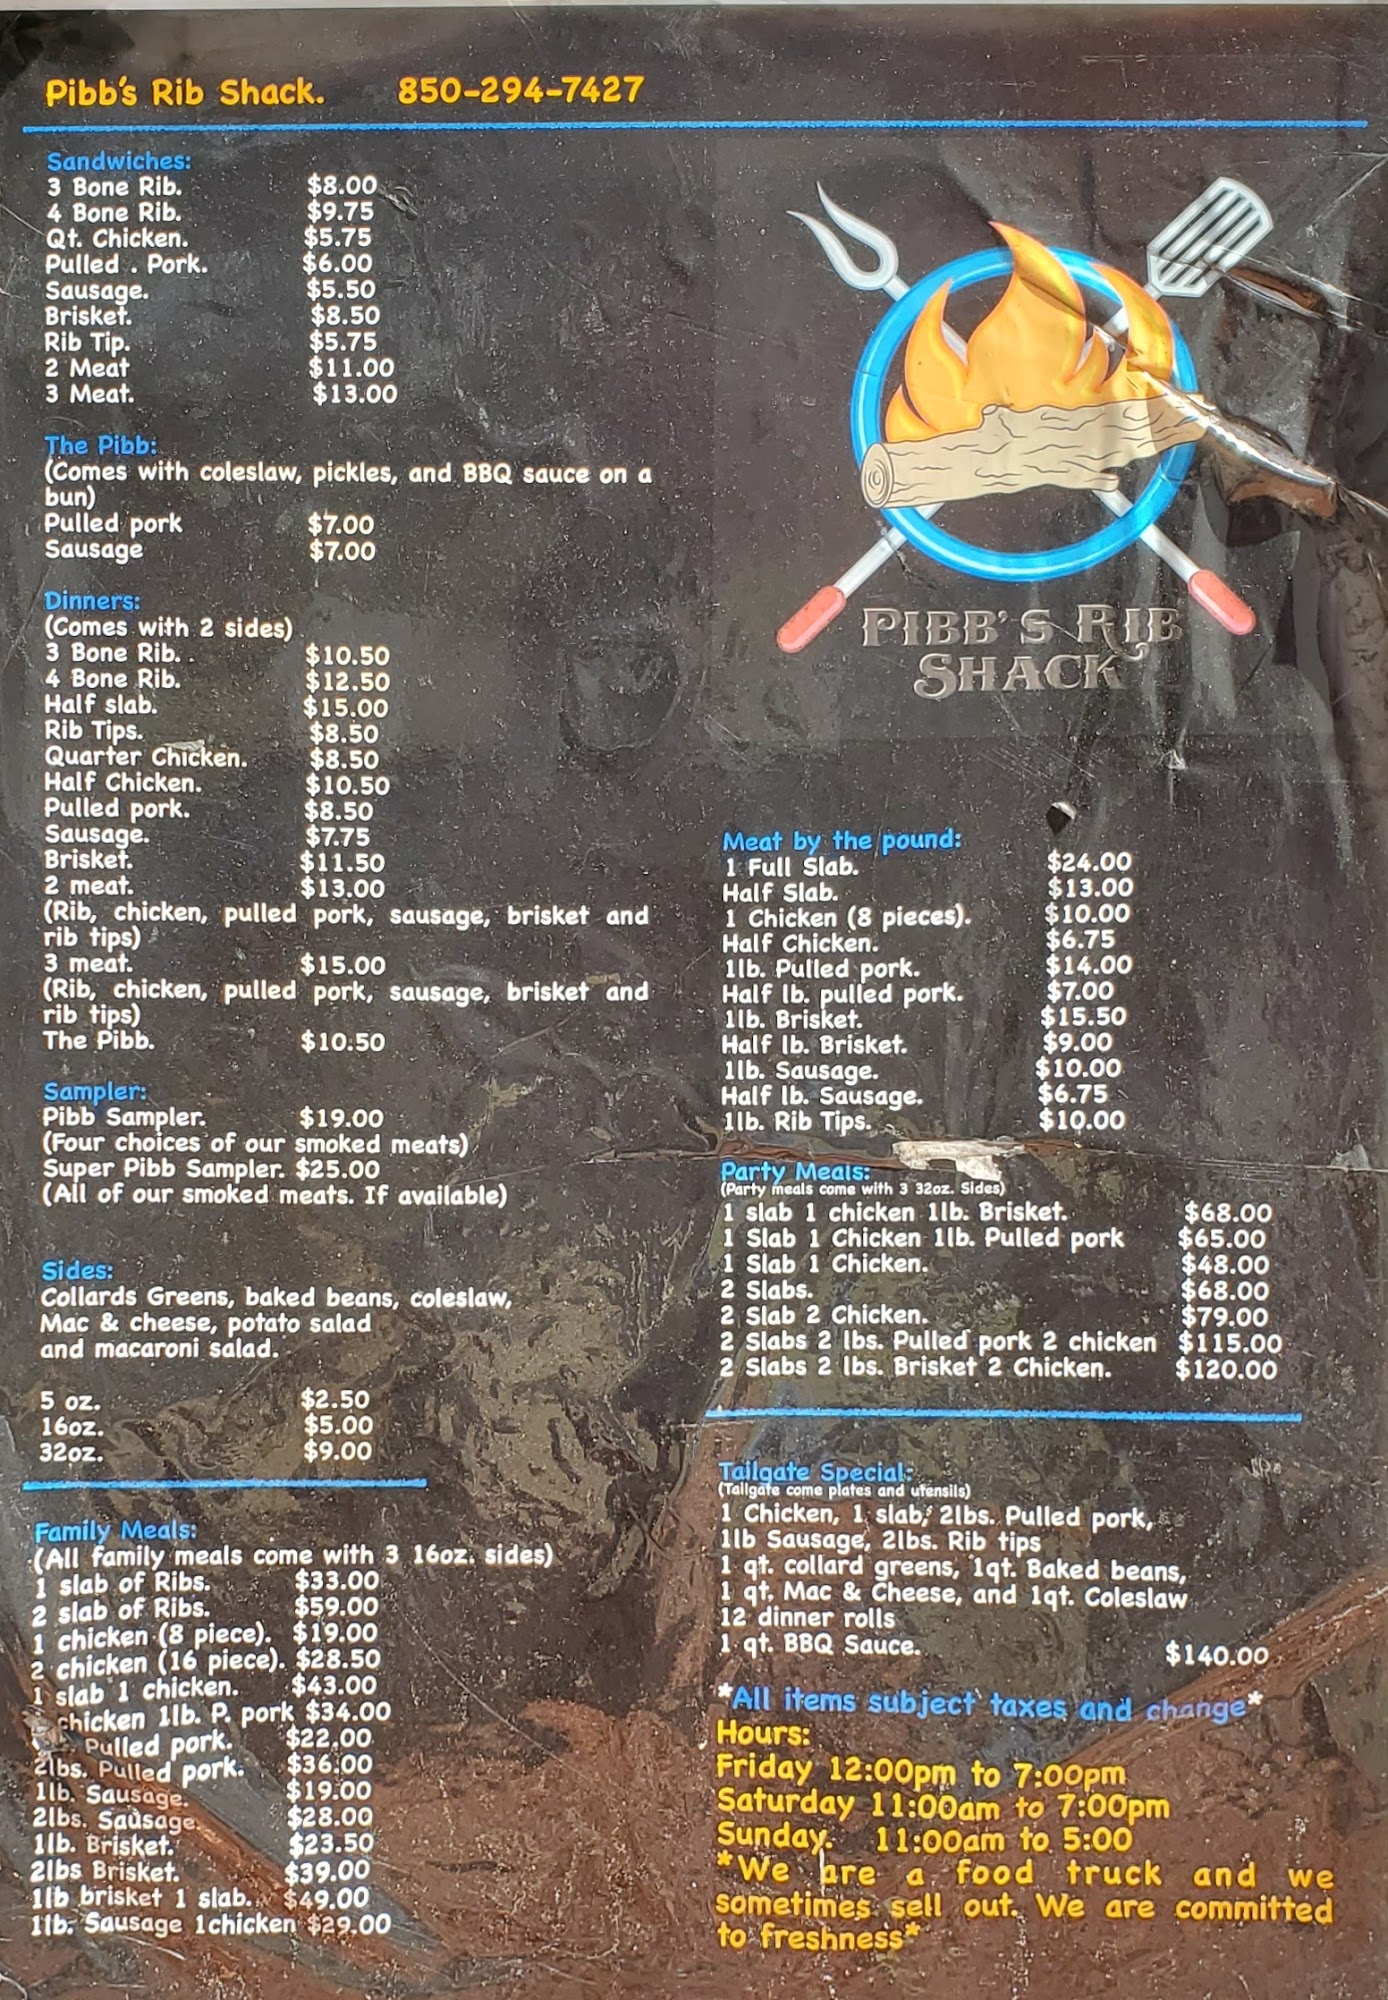 Pibb's Rib Shack. 850-294-7427
Sandwiches:
3 Bone Rib. $8.00
4 Bone Rib. $9.75
Qt. Chicken. $5.75
Pulled . Pork. $6.00
Sausage. $5.50
Brisket. $8.50
Rib Tip. $5.75
2 Meat $11.00
3 Meat. $13.00
The Pibb:
(Comes with coleslaw, pickles, and BBQ sauce on a
bun)
Pulled pork $7.00
Sausage $7.00
Dinners:
(Comes with 2 sides)
3 Bone Rib. $10.50
4 Bone Rib. $12.50
Half slab. $15.00
Rib Tips. $8.50
Quarter Chicken. $8.50
Half Chicken. $10.50
Pulled pork. $8.50
Sausage. $7.75
Brisket. $11.50
2 meat. $13.00
(Rib, chicken, pulled pork, sausage, brisket and
rib tips)
3 meat. $15.00
(Rib, chicken, pulled pork, sausage, brisket and
rib tips)
The Pibb. $10.50
Sampler:
Pibb Sampler. $19.00
(Four choices of our smoked meats)
Super Pibb Sampler. $25.00
(All of our smoked meats. If available)
Sides:
Collards Greens, baked beans, coleslaw,
Mac & cheese, potato salad
and macaroni salad.
5 oz. $2.50
16oz. $5.00
32oz. $9.00
Family Meals:
(All family meals come with 3 16oz. sides)
1 slab of Ribs. $33.00
2 slab of Ribs. $59.00
1 chicken (8 piece). $19.00
2 chicken (16 piece). $28.50
1 slab 1 chicken. $43.00
chicken 1lb. P. pork $34.00
Pulled pork. $22.00
2lbs. Pulled pork. $36.00
1lb. Sausage. $19.00
2lbs. Sausage. $28.00
1lb. Brisket. $23.50
2lbs Brisket. $39.00
1lb brisket 1 slab. $49.00
1lb. Sausage 1chicken $29.00
PIBB'S RIB
SHACK
Meat by the pound:
1 Full Slab. $24.00
Half Slab. $13.00
1 Chicken (8 pieces). $10.00
Half Chicken. $6.75
1lb. Pulled pork. $14.00
Half lb. pulled pork. $7.00
1lb. Brisket. $15.50
Half lb. Brisket. $9.00
1lb. Sausage. $10.00
Half lb. Sausage. $6.75
1lb. Rib Tips. $10.00
Party Meals:
(Party meals come with 3 32oz. Sides)
1 slab 1 chicken 1lb. Brisket. $68.00
1 Slab 1 Chicken 1lb. Pulled pork $65.00
1 Slab 1 Chicken. $48.00
2 Slabs. $68.00
2 Slab 2 Chicken. $79.00
2 Slabs 2 lbs. Pulled pork 2 chicken $115.00
2 Slabs 2 lbs. Brisket 2 Chicken. $120.00
Tailgate Special:
(Tailgate come plates and utensils)
1 Chicken, 1 slab, 2lbs. Pulled pork,
1lb Sausage, 2lbs. Rib tips
1 qt. collard greens, 1qt. Baked beans,
1 qt, Mac & Cheese, and 1qt. Coleslaw
12 dinner rolls
1 qt. BBQ Sauce. $140.00
*All items subject taxes and change*
Hours:
Friday 12:00pm to 7:00pm
Saturday 11:00am to 7:00pm
Sunday. 11:00am to 5:00
*We are a food truck and we
sometimes sell out. We are committed
to freshness*